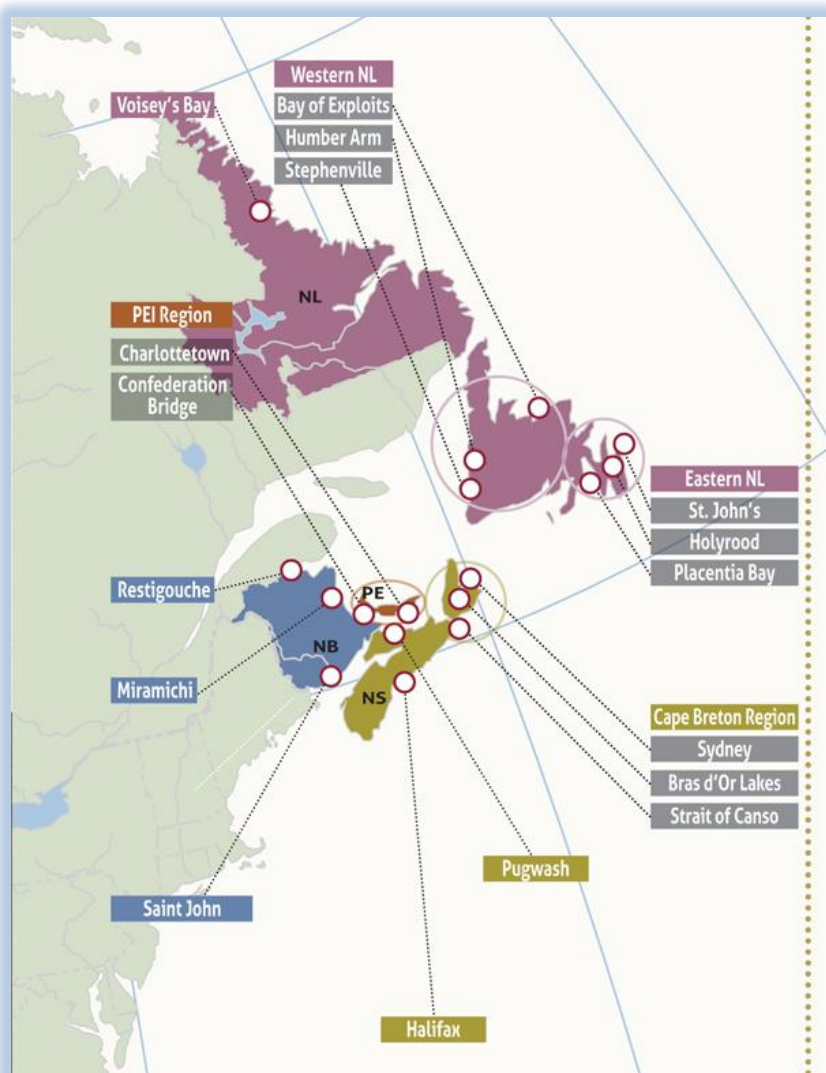 Western NL
Voisey's Bay
Bay of Exploits
Humber Arm
Stephenville
NL
PEI Region
Charlottetown
Confederation
Bridge
Eastern NL
St. John's
Holyrood
Placentia Bay
Restigouche
PE
NB
Miramichi
NS
Cape Breton Region
Sydney
Bras d'Or Lakes
Strait of Canso
Pugwash
Saint John
Halifax